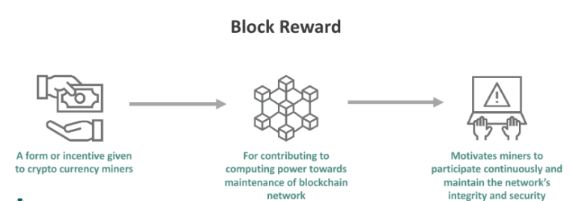 Block Reward
A form or incentive given
to crypto currency miners
For contributing to
computing power towards
maintenance of blockchain
network
Motivates miners to
participate continuously and
maintain the network's
integrity and security